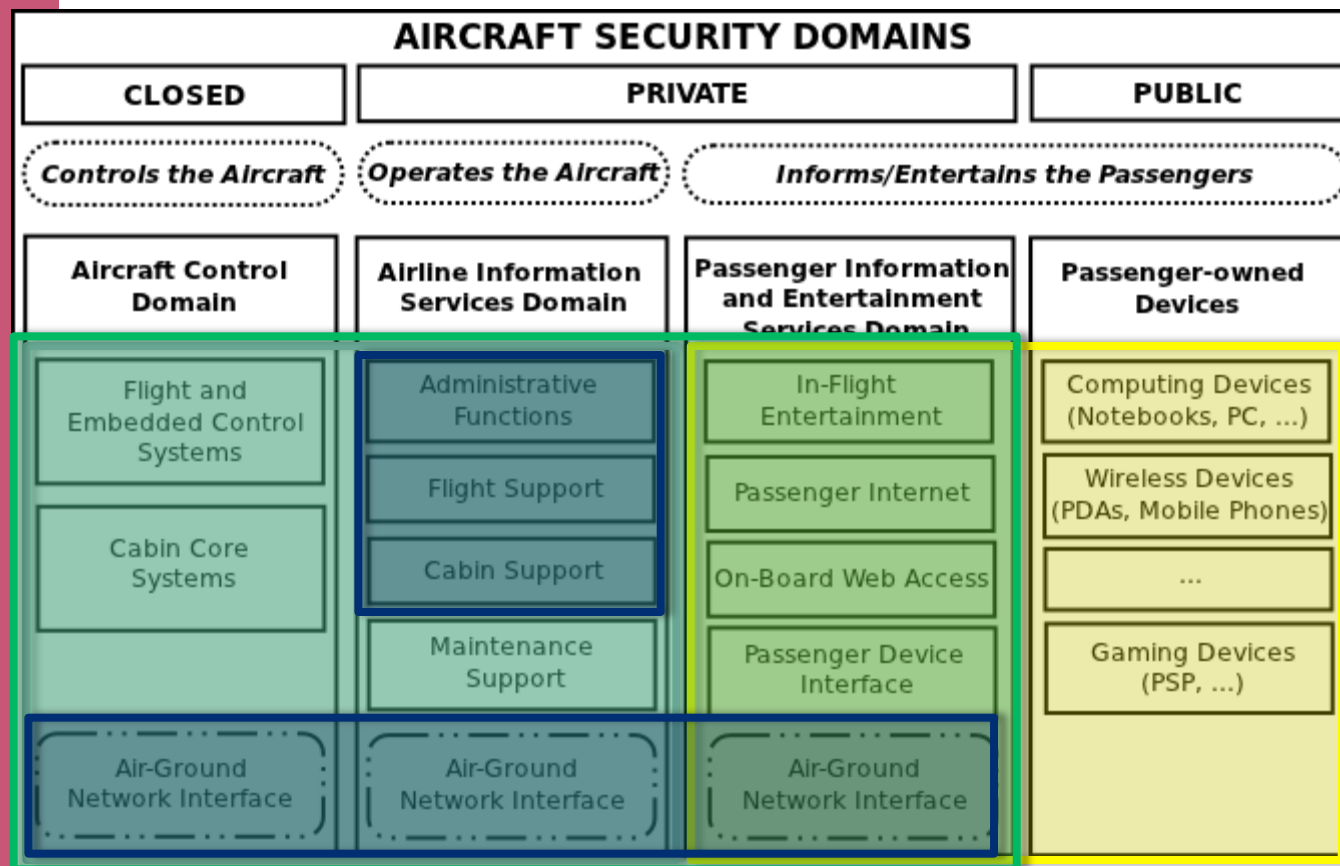 AIRCRAFT SECURITY DOMAINS
CLOSED
PRIVATE
PUBLIC
Controls the Aircraft
Operates the Aircraft
Informs/Entertains the Passengers
Aircraft Control
Domain
Airline Information
Services Domain
Passenger Information
and Entertainment
Services Domain
Passenger-owned
Devices
Flight and
Embedded Control
Systems
Cabin Core
Systems
Air-Ground
Network Interface
Administrative
Functions
Flight Support
Cabin Support
Maintenance
Support
Air-Ground
Network Interface
In-Flight
Entertainment
Passenger Internet
On-Board Web Access
Passenger Device
Interface
Air-Ground
Network Interface
Computing Devices
(Notebooks, PC, ...)
Wireless Devices
(PDAs, Mobile Phones)
...
Gaming Devices
(PSP, ...)